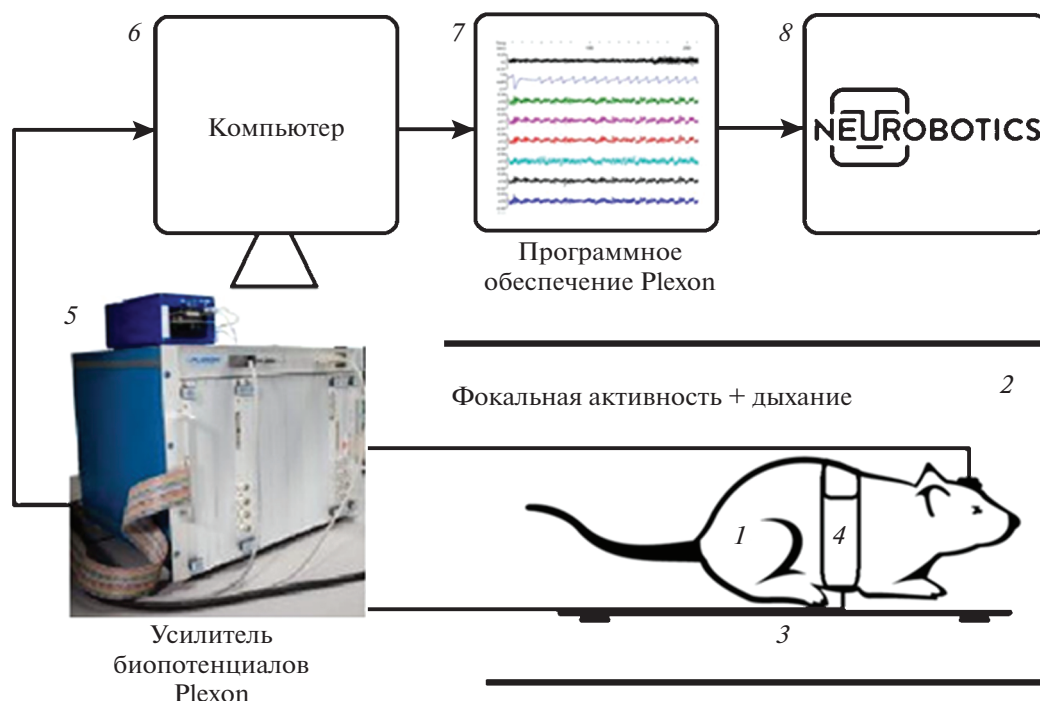 6
7
8
Компьютер
NEUROBOTICS
Программное
обеспечение Plexon
5
Фокальная активность + дыхание
2
1
4
3
Усилитель
биопотенциалов
Plexon